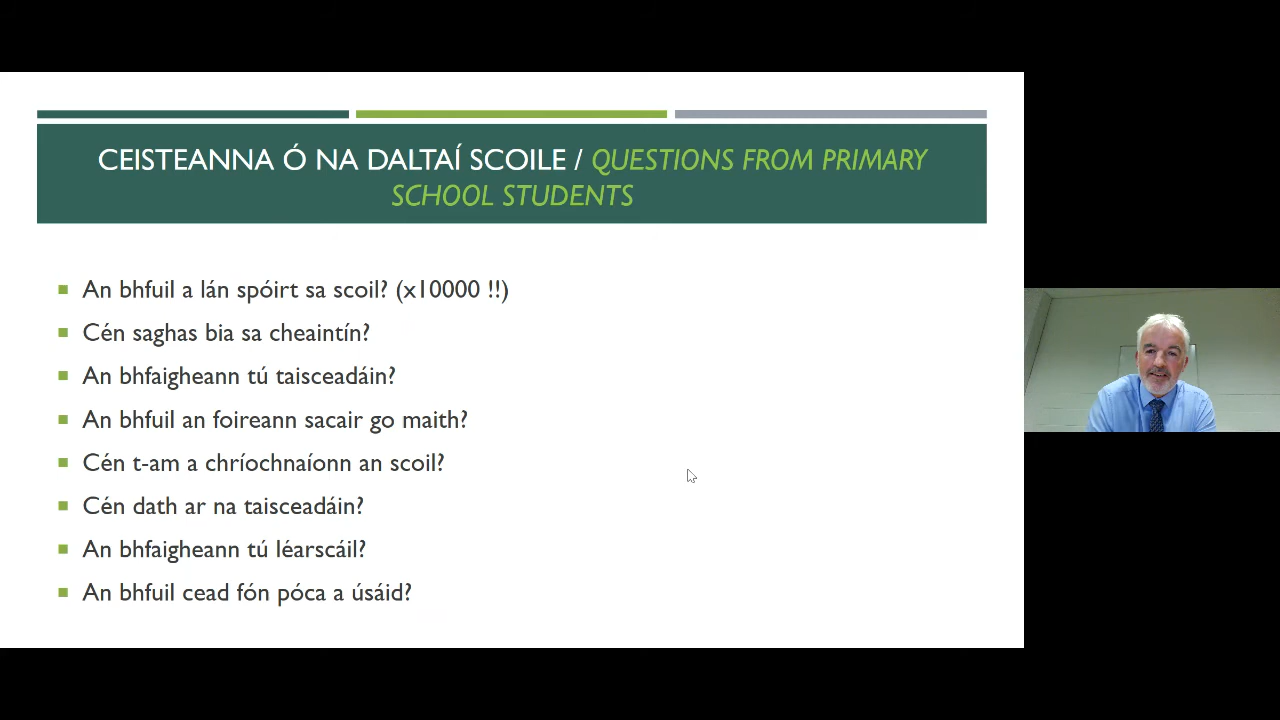 CEISTEANNA Ó NA DALTAÍ SCOILE / QUESTIONS FROM PRIMARY
SCHOOL STUDENTS
An bhfuil a lán spóirt sa scoil? (x10000 !!)
Cén saghas bia sa cheaintín?
An bhfaigheann tú taisceadáin?
An bhfuil an foireann sacair go maith?
Cén t-am a chríochnaíonn an scoil?
Cén dath ar na taisceadáin?
An bhfaigheann tú léarscáil?
An bhfuil cead fón póca a úsáid?